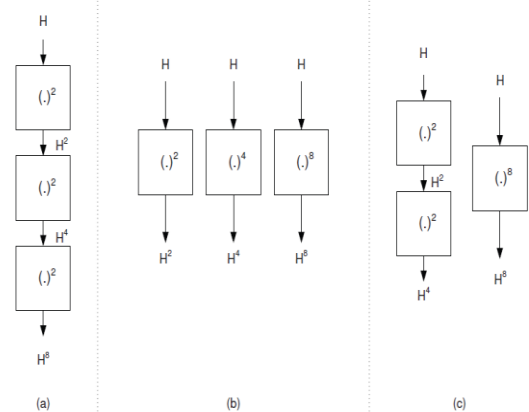 H
(.)²
H²
(.)²
H⁴
(.)²
H⁸
(a)
H H H
(.)² (.)⁴ (.)⁸
H² H⁴ H⁸
(b)
H
(.)²
H²
(.)²
H⁴
H
(.)⁸
H⁸
(c)